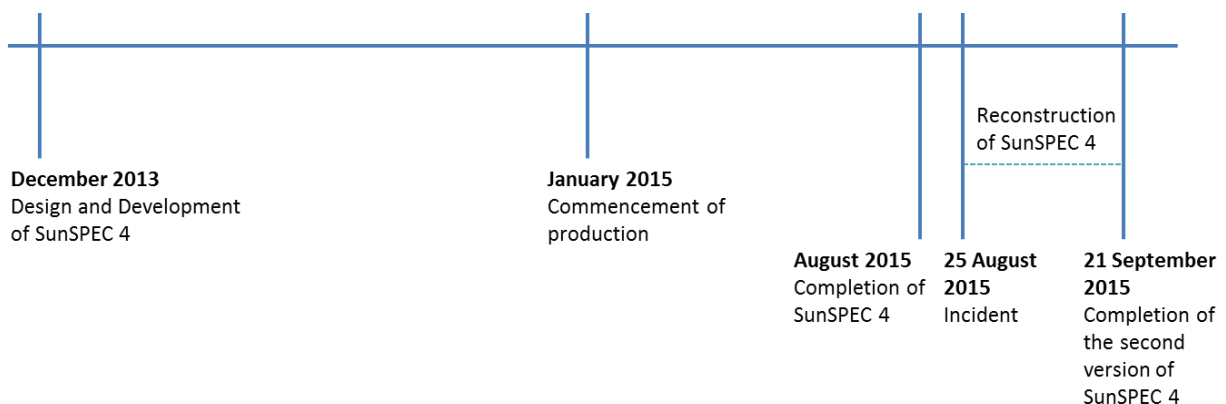 Reconstruction
of SunSPEC 4
December 2013
Design and Development
of SunSPEC 4
January 2015
Commencement of
production
August 2015
Completion of
SunSPEC 4
25 August
2015
Incident
21 September
2015
Completion of
the second
version of
SunSPEC 4